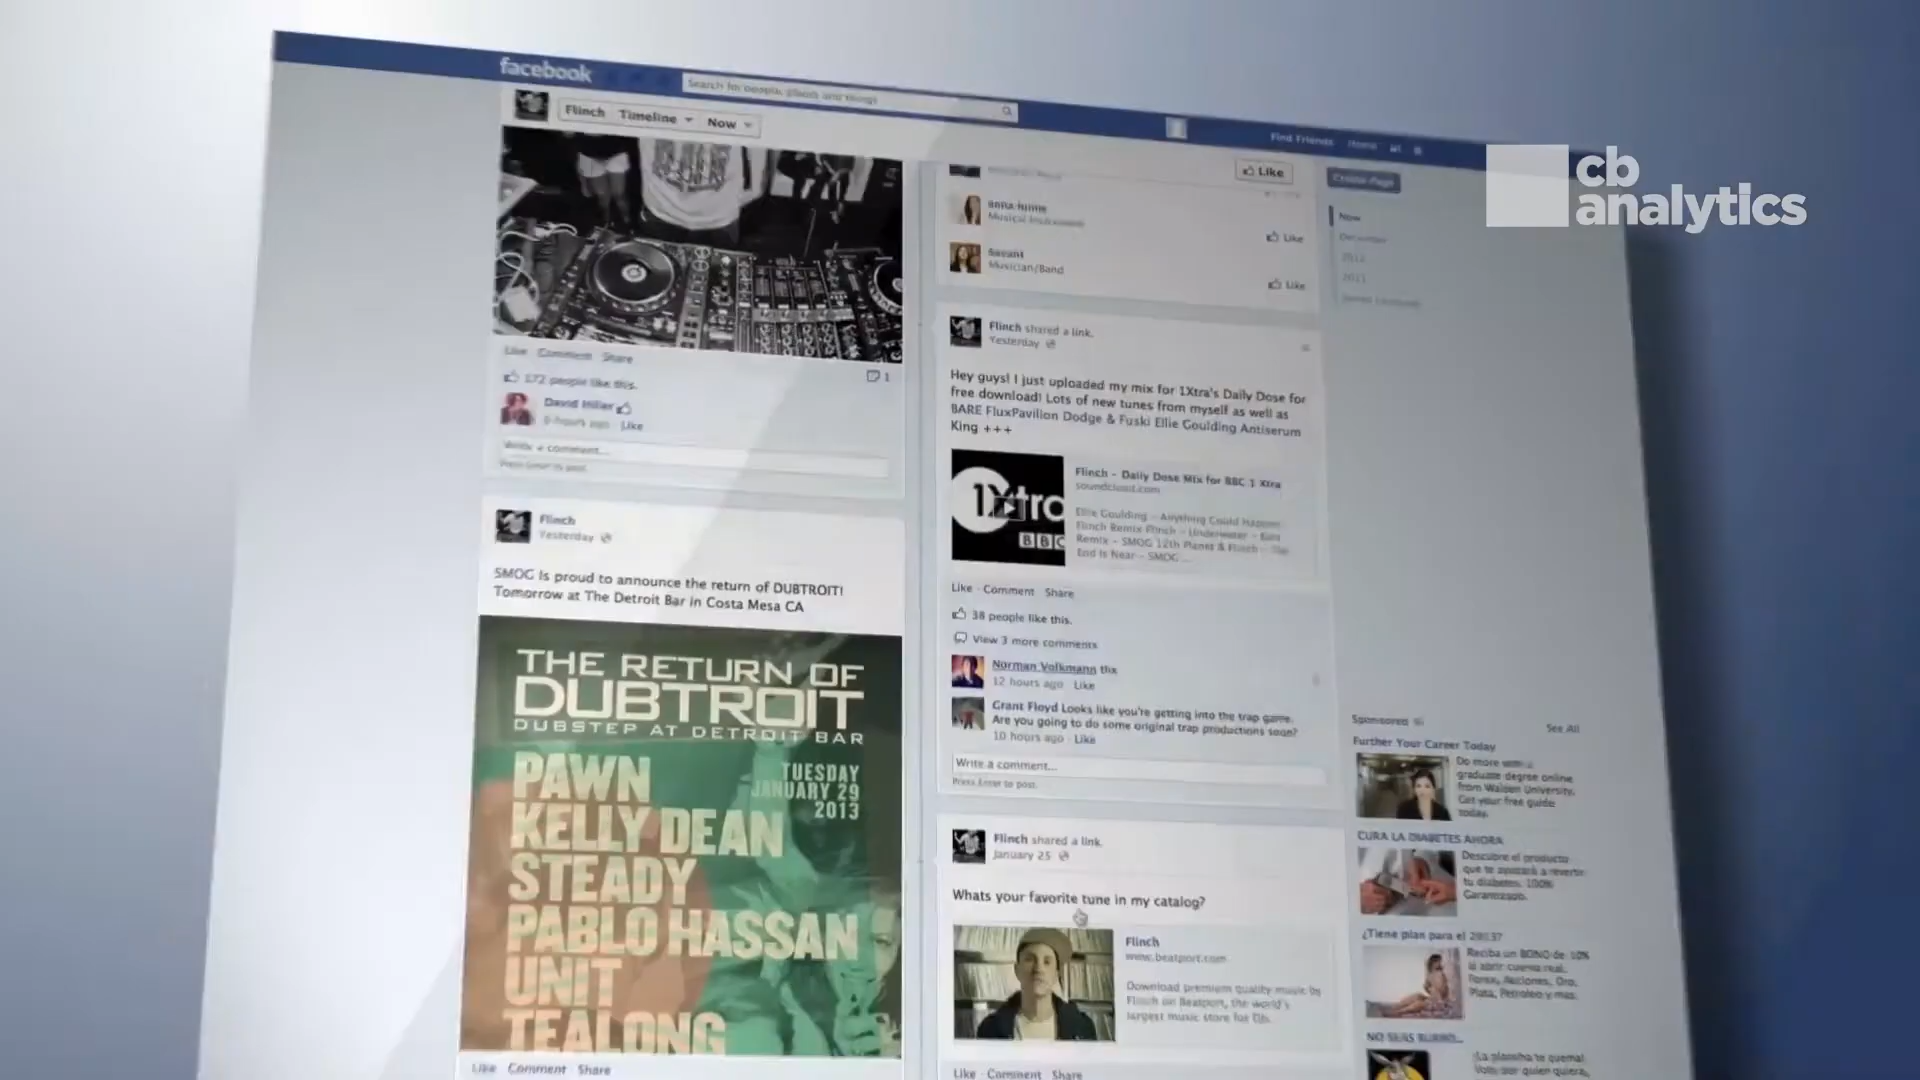 facebook
Search for people, places and things
Find Friends
Home
Flinch
Timeline
Now
cb
analytics
Like Comment Share
172 people like this.
1
David Hiller
Like
Write a comment...
Press Enter to post.
Flinch
Yesterday
SMOG is proud to announce the return of DUBTROIT!
Tomorrow at The Detroit Bar in Costa Mesa CA
THE RETURN OF
DUBTROIT
DUBSTEP AT DETROIT BAR
TUESDAY
JANUARY 29
2013
PAWN
KELLY DEAN
STEADY
PABLO HASSAN
UNIT
TEALONG
Like Comment Share
Like
Musical Instrument
Like
Savant
Musician/Band
Like
Flinch shared a link.
Yesterday
Hey guys! I just uploaded my mix for 1Xtra's Daily Dose for
free download! Lots of new tunes from myself as well as
BARE FluxPavilion Dodge & Fuski Ellie Goulding Antiserum
King +++
1Xtra
BBC
Flinch - Daily Dose Mix for BBC 1 Xtra
soundcloud.com
Ellie Goulding - Anything Could Happen
Flinch Remix Flinch - Underwater -
Remix - SMOG 12th Planet & Flinch - The
End Is Near - SMOG ...
Like · Comment Share
38 people like this.
View 3 more comments
Norman Volkmann thx
12 hours ago · Like
Grant Floyd Looks like you're getting into the trap game.
Are you going to do some original trap productions soon?
10 hours ago · Like
Write a comment...
Press Enter to post.
Flinch shared a link.
January 25
Whats your favorite tune in my catalog?
Flinch
www.beatport.com
Download premium quality music by
Flinch on Beatport, the world's
largest music store for DJs.
Like · Comment Share
Create Page
Now
December
2012
2011
Sponsored
See All
Further Your Career Today
Do more with a
graduate degree online
from Walden University.
Get your free guide
today.
CURA LA DIABETES AHORA
Descubre el producto
que te ayudará a revertir
tu diabetes. 100%
Garantizado.
¿Tiene plan para el 2013?
Reciba un BONO de 10%
al abrir cuenta real.
Forex, Acciones, Oro,
Plata, Petroleo y mas.
NO SEAS BURRO...
¡La plancha te quema!